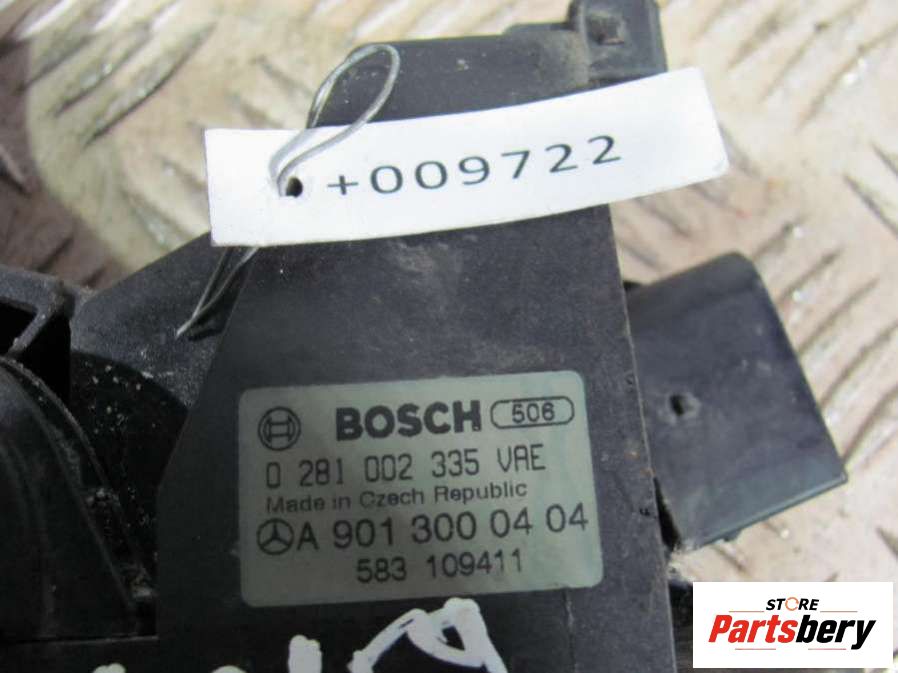 +009722
BOSCH 506
0 281 002 335 VAE
Made in Czech Republic
A 901 300 04 04
583 109411
STORE
Partsbery